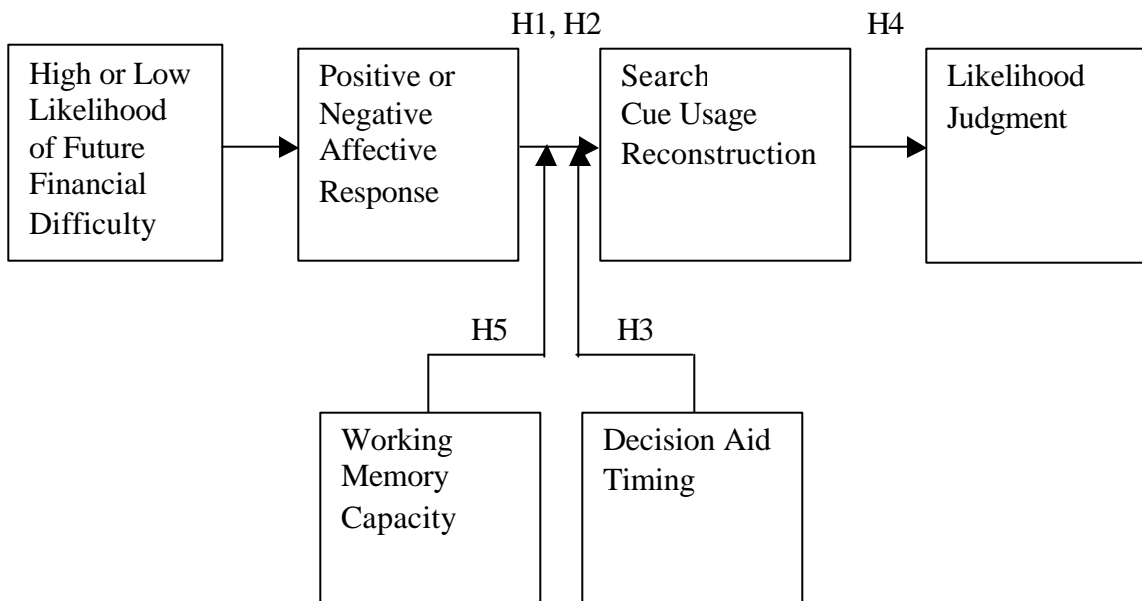 H1, H2
H4
High or Low
Likelihood
of Future
Financial
Difficulty
Positive or
Negative
Affective
Response
Search
Cue Usage
Reconstruction
Likelihood
Judgment
H5
H3
Working
Memory
Capacity
Decision Aid
Timing